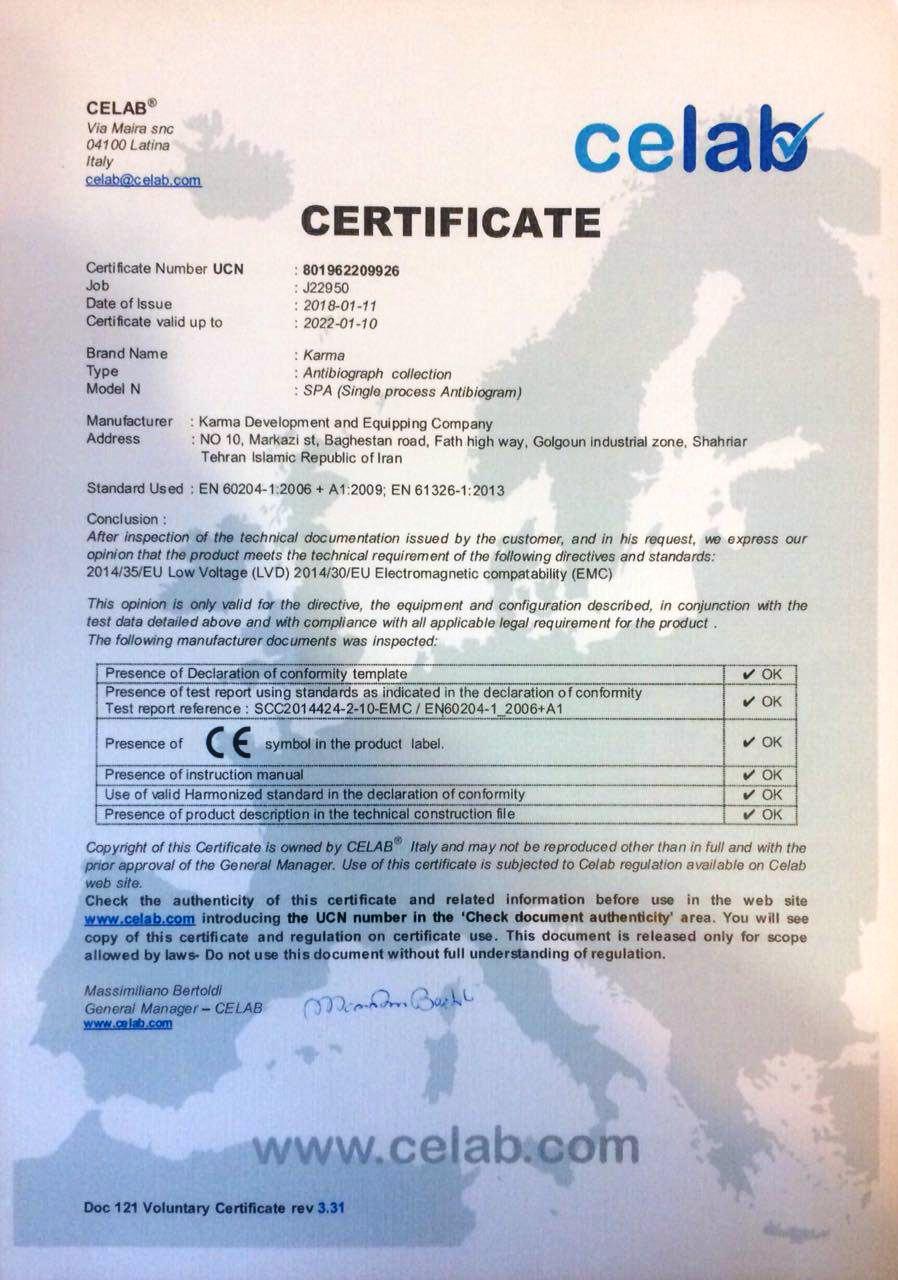 CELAB®
Via Maira snc
04100 Latina
Italy
celab@celab.com
celab
CERTIFICATE
Certificate Number UCN : 801962209926
Job : J22950
Date of Issue : 2018-01-11
Certificate valid up to : 2022-01-10
Brand Name : Karma
Type : Antibiograph collection
Model N : SPA (Single process Antibiogram)
Manufacturer : Karma Development and Equipping Company
Address : NO 10, Markazi st, Baghestan road, Fath high way, Golgoun industrial zone, Shahriar
Tehran Islamic Republic of Iran
Standard Used : EN 60204-1:2006 + A1:2009; EN 61326-1:2013
Conclusion :
After inspection of the technical documentation issued by the customer, and in his request, we express our
opinion that the product meets the technical requirement of the following directives and standards:
2014/35/EU Low Voltage (LVD) 2014/30/EU Electromagnetic compatability (EMC)
This opinion is only valid for the directive, the equipment and configuration described, in conjunction with the
test data detailed above and with compliance with all applicable legal requirement for the product .
The following manufacturer documents was inspected:
Presence of Declaration of conformity template ✔ OK
Presence of test report using standards as indicated in the declaration of conformity
Test report reference : SCC2014424-2-10-EMC / EN60204-1_2006+A1 ✔ OK
Presence of CE symbol in the product label. ✔ OK
Presence of instruction manual ✔ OK
Use of valid Harmonized standard in the declaration of conformity ✔ OK
Presence of product description in the technical construction file ✔ OK
Copyright of this Certificate is owned by CELAB® Italy and may not be reproduced other than in full and with the
prior approval of the General Manager. Use of this certificate is subjected to Celab regulation available on Celab
web site.
Check the authenticity of this certificate and related information before use in the web site
www.celab.com introducing the UCN number in the 'Check document authenticity' area. You will see
copy of this certificate and regulation on certificate use. This document is released only for scope
allowed by laws- Do not use this document without full understanding of regulation.
Massimiliano Bertoldi
General Manager – CELAB
www.celab.com
www.celab.com
Doc 121 Voluntary Certificate rev 3.31